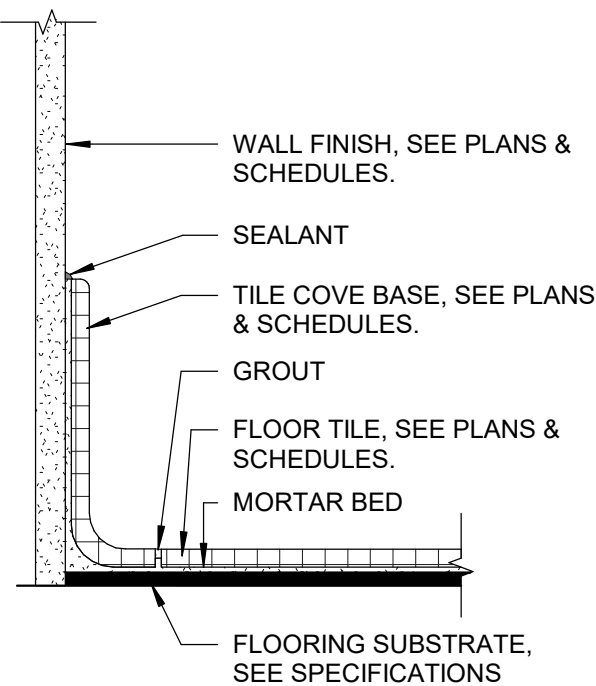 WALL FINISH, SEE PLANS &
SCHEDULES.
SEALANT
TILE COVE BASE, SEE PLANS
& SCHEDULES.
GROUT
FLOOR TILE, SEE PLANS &
SCHEDULES.
MORTAR BED
FLOORING SUBSTRATE,
SEE SPECIFICATIONS